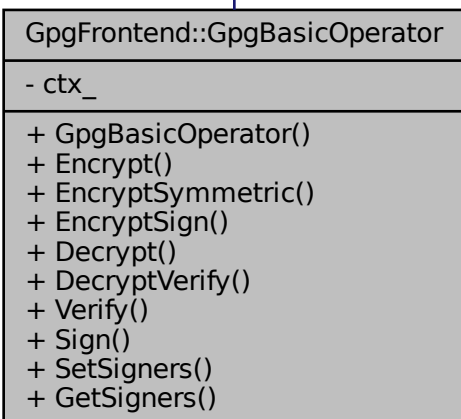 GpgFrontend::GpgBasicOperator
- ctx_
+ GpgBasicOperator()
+ Encrypt()
+ EncryptSymmetric()
+ EncryptSign()
+ Decrypt()
+ DecryptVerify()
+ Verify()
+ Sign()
+ SetSigners()
+ GetSigners()